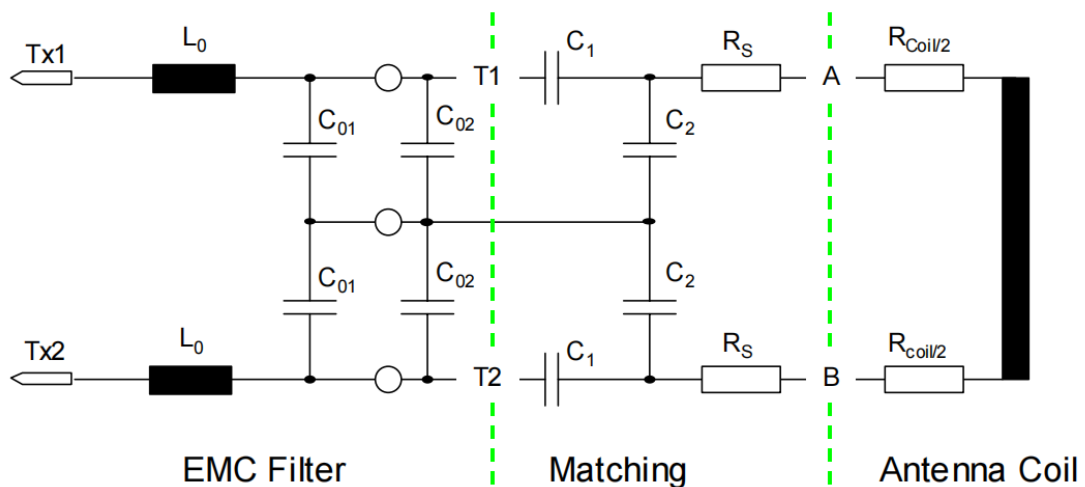 Tx1
L0
C01
C02
T1
C1
C2
RS
A
RCoil/2
C01
C02
C2
Tx2
L0
T2
C1
RS
B
Rcoil/2
EMC Filter
Matching
Antenna Coil